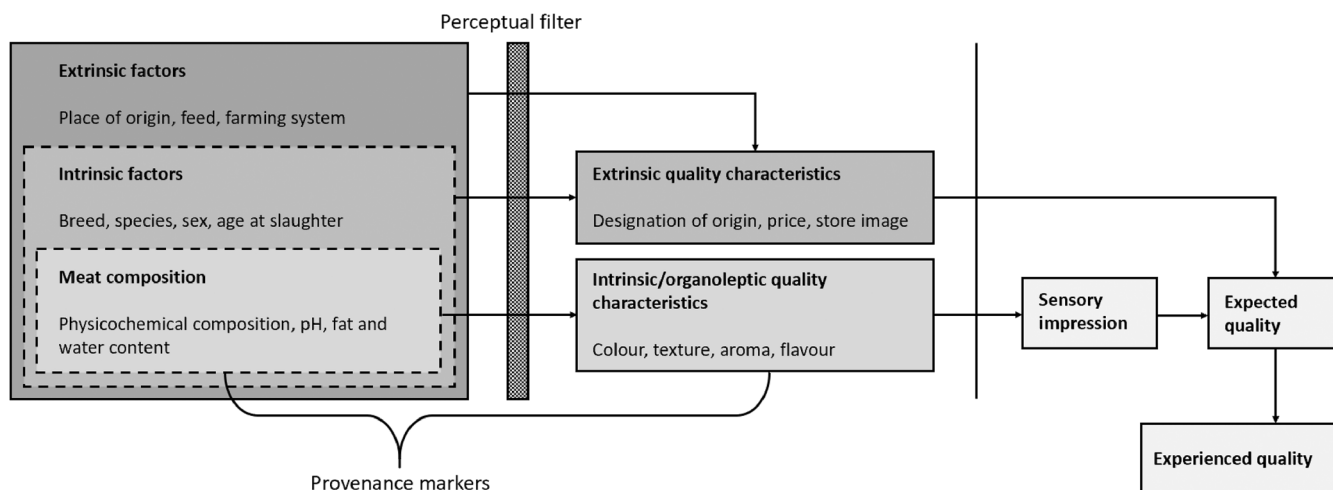 Perceptual filter
Extrinsic factors
Place of origin, feed, farming system
Intrinsic factors
Breed, species, sex, age at slaughter
Meat composition
Physicochemical composition, pH, fat and
water content
Extrinsic quality characteristics
Designation of origin, price, store image
Intrinsic/organoleptic quality
characteristics
Colour, texture, aroma, flavour
Sensory
impression
Expected
quality
Experienced quality
Provenance markers